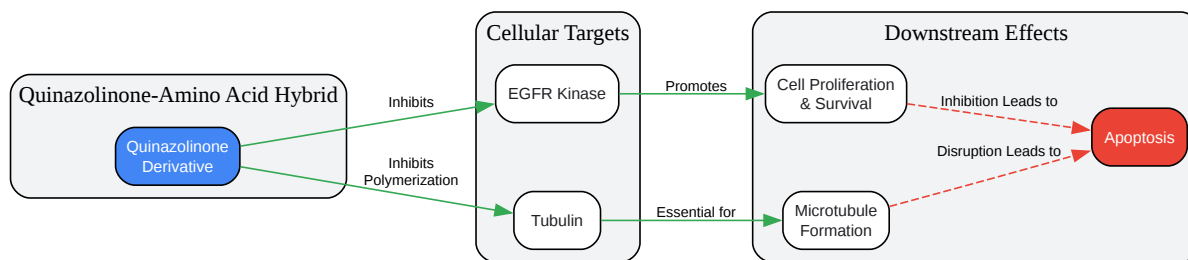 Quinazolinone-Amino Acid Hybrid
Quinazolinone
Derivative
Inhibits
Inhibits
Polymerization
Cellular Targets
EGFR Kinase
Tubulin
Promotes
Essential for
Downstream Effects
Cell Proliferation
& Survival
Microtubule
Formation
Inhibition Leads to
Disruption Leads to
Apoptosis